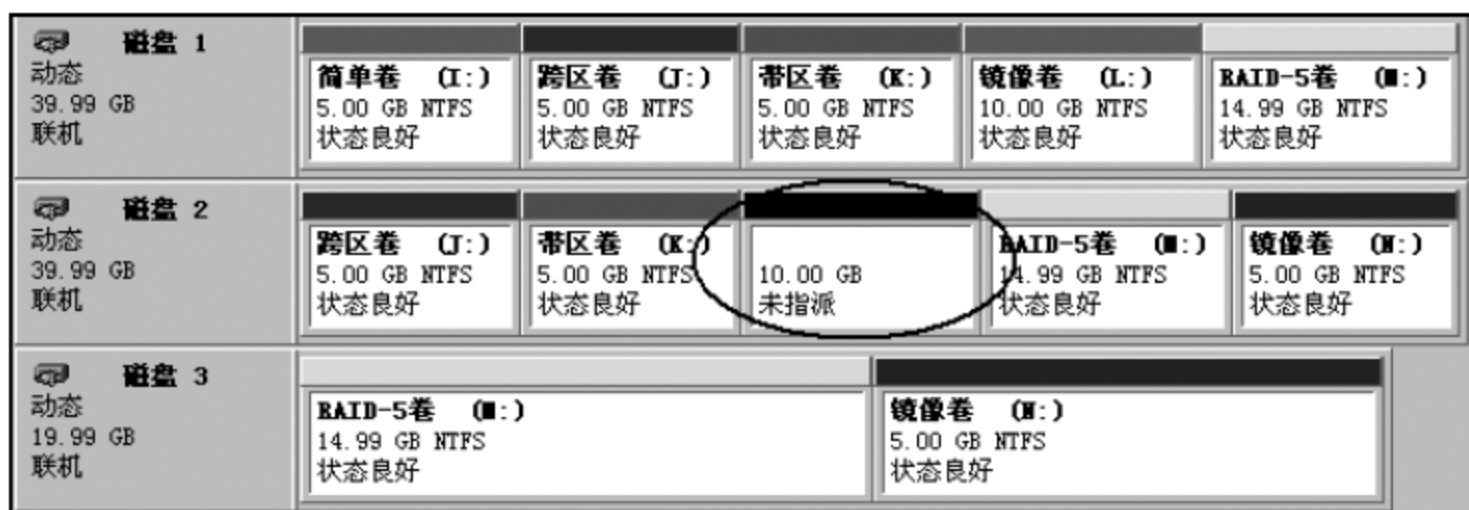 磁盘 1
动态
39.99 GB
联机
简单卷 (I:)
5.00 GB NTFS
状态良好
跨区卷 (J:)
5.00 GB NTFS
状态良好
带区卷 (K:)
5.00 GB NTFS
状态良好
镜像卷 (L:)
10.00 GB NTFS
状态良好
RAID-5卷 (M:)
14.99 GB NTFS
状态良好
磁盘 2
动态
39.99 GB
联机
跨区卷 (J:)
5.00 GB NTFS
状态良好
带区卷 (K:)
5.00 GB NTFS
状态良好
10.00 GB
未指派
RAID-5卷 (M:)
14.99 GB NTFS
状态良好
镜像卷 (N:)
5.00 GB NTFS
状态良好
磁盘 3
动态
19.99 GB
联机
RAID-5卷 (M:)
14.99 GB NTFS
状态良好
镜像卷 (N:)
5.00 GB NTFS
状态良好